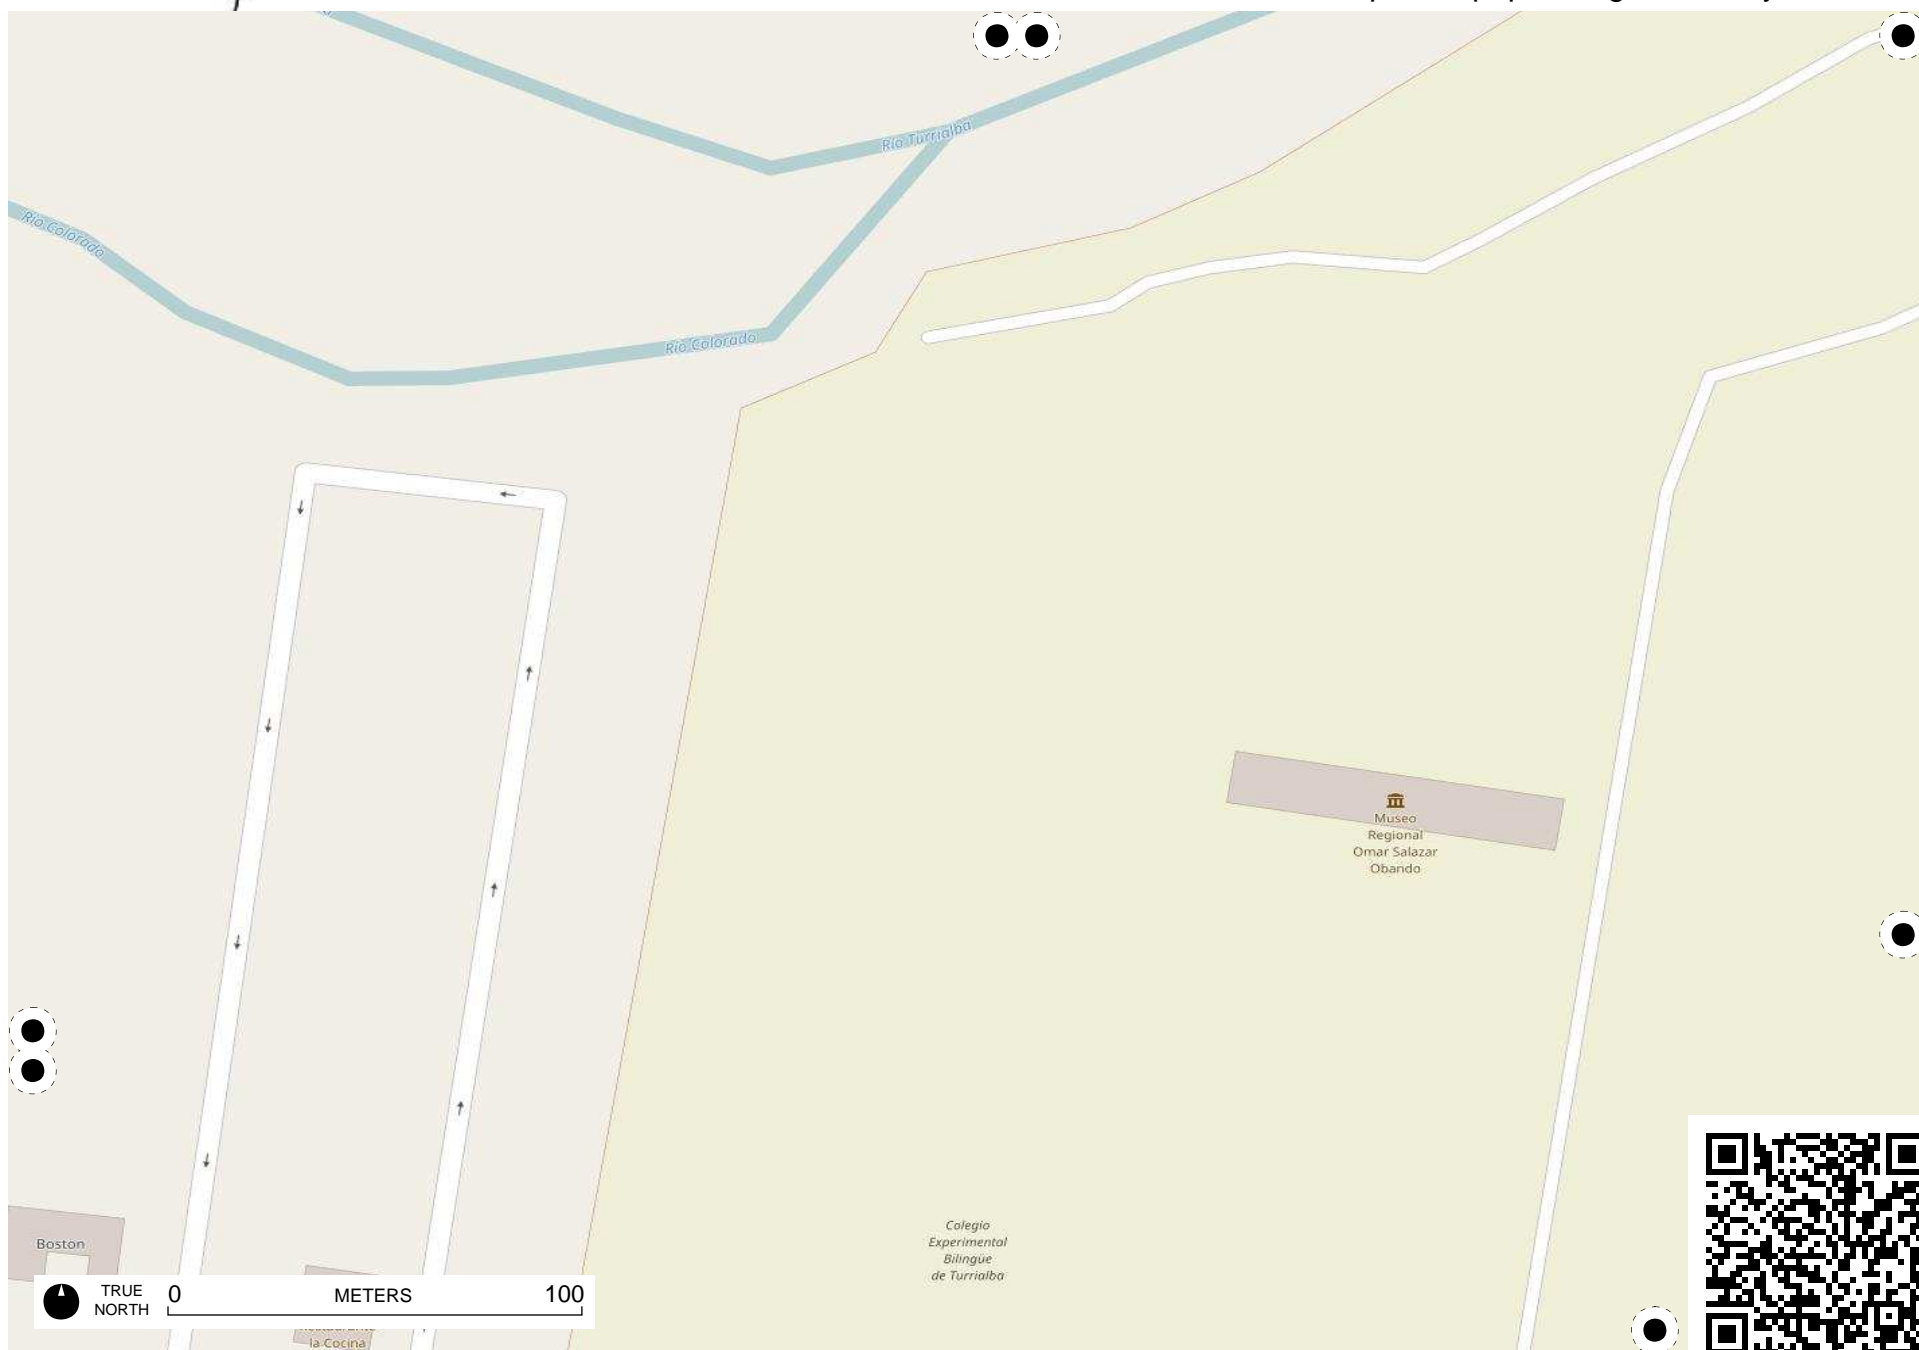 Río Turrialba
Río Colorado
Río Colorado
Museo
Regional
Omar Salazar
Obando
Colegio
Experimental
Bilingüe
de Turrialba
Boston
TRUE
NORTH
0
METERS
100
la Cocina